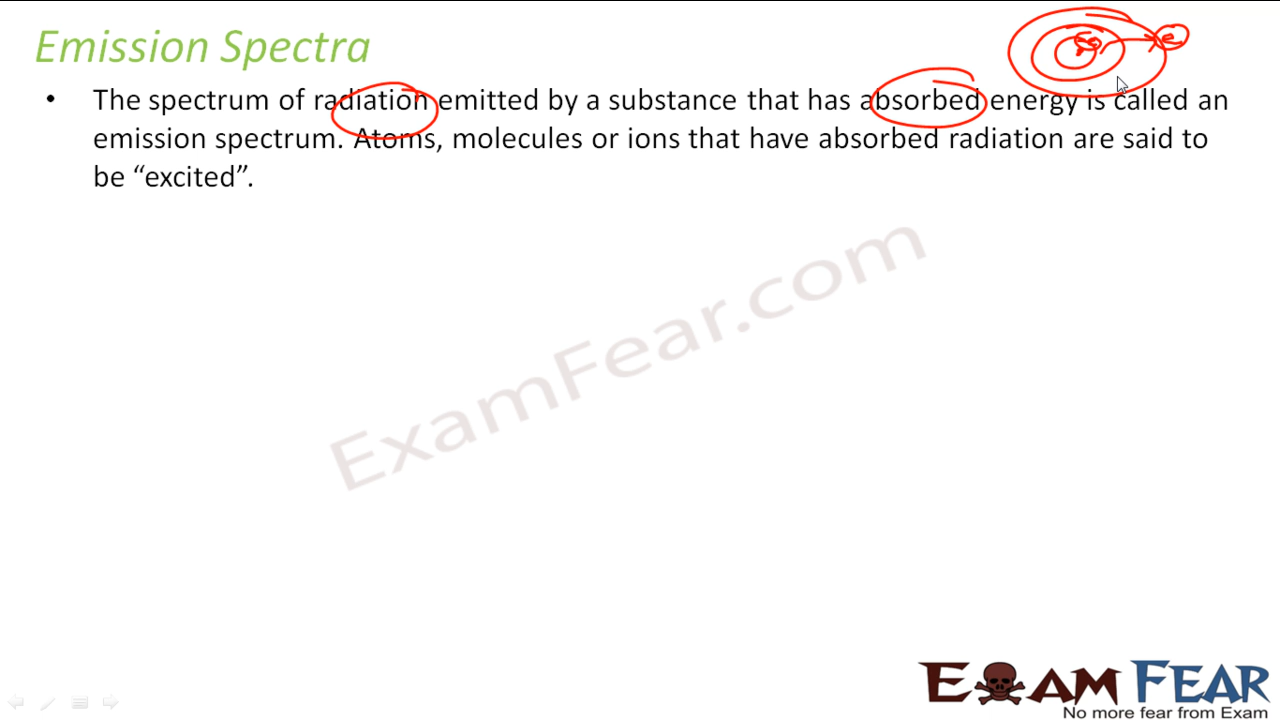 Emission Spectra
• The spectrum of radiation emitted by a substance that has absorbed energy is called an
emission spectrum. Atoms, molecules or ions that have absorbed radiation are said to
be “excited”.
ExamFear.com
EXAM FEAR
No more fear from Exam